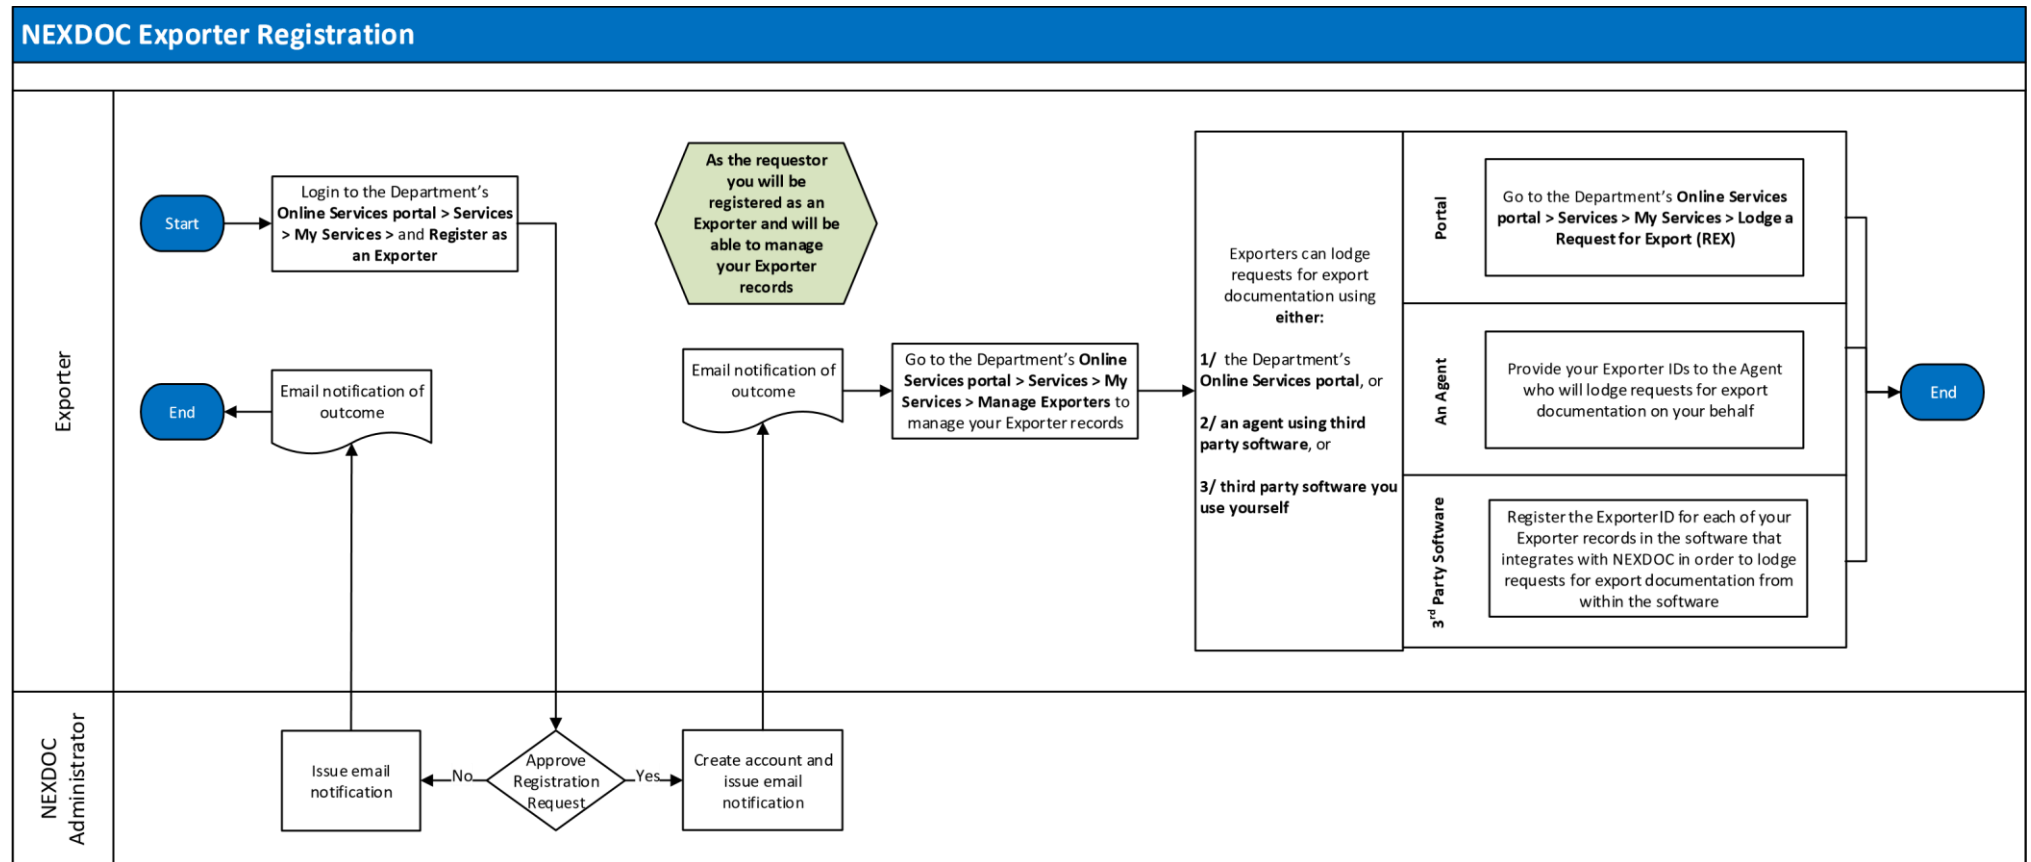 NEXDOC Exporter Registration
Exporter
Start
Login to the Department's
Online Services portal > Services
> My Services > and Register as
an Exporter
As the requestor
you will be
registered as an
Exporter and will be
able to manage
your Exporter
records
End
Email notification of
outcome
Email notification of
outcome
Go to the Department's Online
Services portal > Services > My
Services > Manage Exporters to
manage your Exporter records
Exporters can lodge
requests for export
documentation using
either:
1/ the Department's
Online Services portal, or
2/ an agent using third
party software, or
3/ third party software you
use yourself
Portal
Go to the Department's Online Services
portal > Services > My Services > Lodge a
Request for Export (REX)
An Agent
Provide your Exporter IDs to the Agent
who will lodge requests for export
documentation on your behalf
3rd Party Software
Register the ExporterID for each of your
Exporter records in the software that
integrates with NEXDOC in order to lodge
requests for export documentation from
within the software
End
NEXDOC
Administrator
Issue email
notification
No
Approve
Registration
Request
Yes
Create account and
issue email
notification